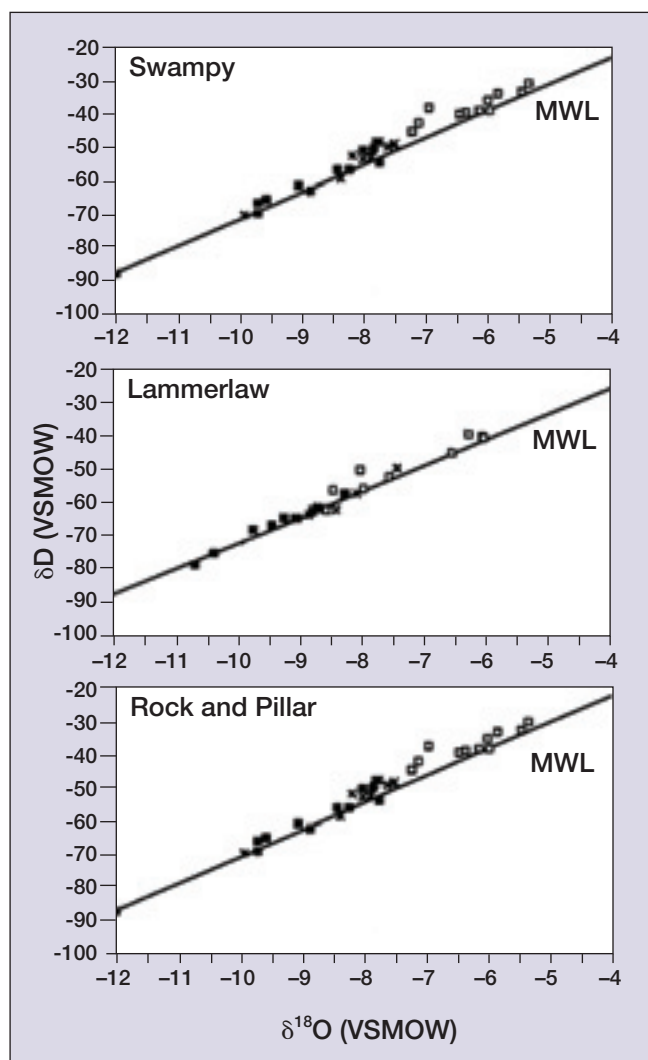 Swampy
MWL
-20
-30
-40
-50
-60
-70
-80
-90
-100
–12 –11 –10 –9 –8 –7 –6 –5 –4
Lammerlaw
MWL
-20
-30
-40
-50
-60
-70
-80
-90
-100
–12 –11 –10 –9 –8 –7 –6 –5 –4
δD (VSMOW)
Rock and Pillar
MWL
-20
-30
-40
-50
-60
-70
-80
-90
-100
–12 –11 –10 –9 –8 –7 –6 –5 –4
δ¹⁸O (VSMOW)